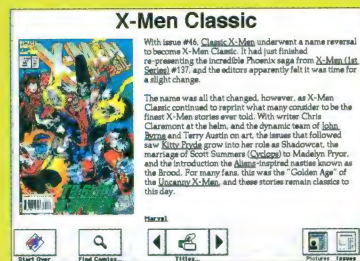 X-Men Classic
With issue #46, Classic X-Men underwent a name reversal
to become X-Men Classic. It had just finished
re-presenting the incredible Phoenix saga from X-Men (1st
Series) #137, and the editors apparently felt it was time for
a slight change.
The name was all that changed, however, as X-Men
Classic continued to reprint what many consider to be the
finest X-Men stories ever told. With writer Chris
Claremont at the helm, and the dynamic team of John
Byrne and Terry Austin on art, the issues that followed
saw Kitty Pryde grow into her role as Shadowcat, the
marriage of Scott Summers (Cyclops) to Madelyn Pryor,
and the introduction the Aliens-inspired nasties known as
the Brood. For many fans, this was the "Golden Age" of
the Uncanny X-Men, and these stories remain classics to
this day.
Marvel
Start Over
Find Comics...
Titles...
Pictures
Issues